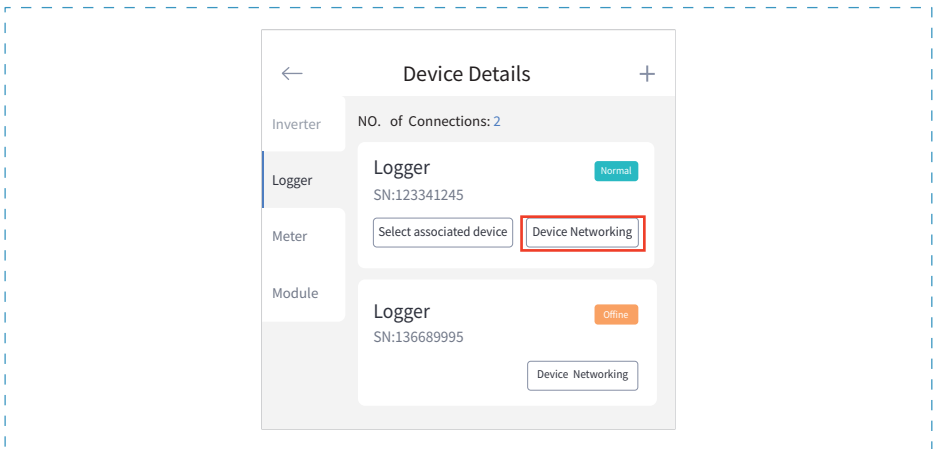 Device Details
Inverter
NO. of Connections: 2
Logger
Normal
SN:123341245
Logger
Select associated device
Device Networking
Meter
Module
Logger
Offine
SN:136689995
Device Networking